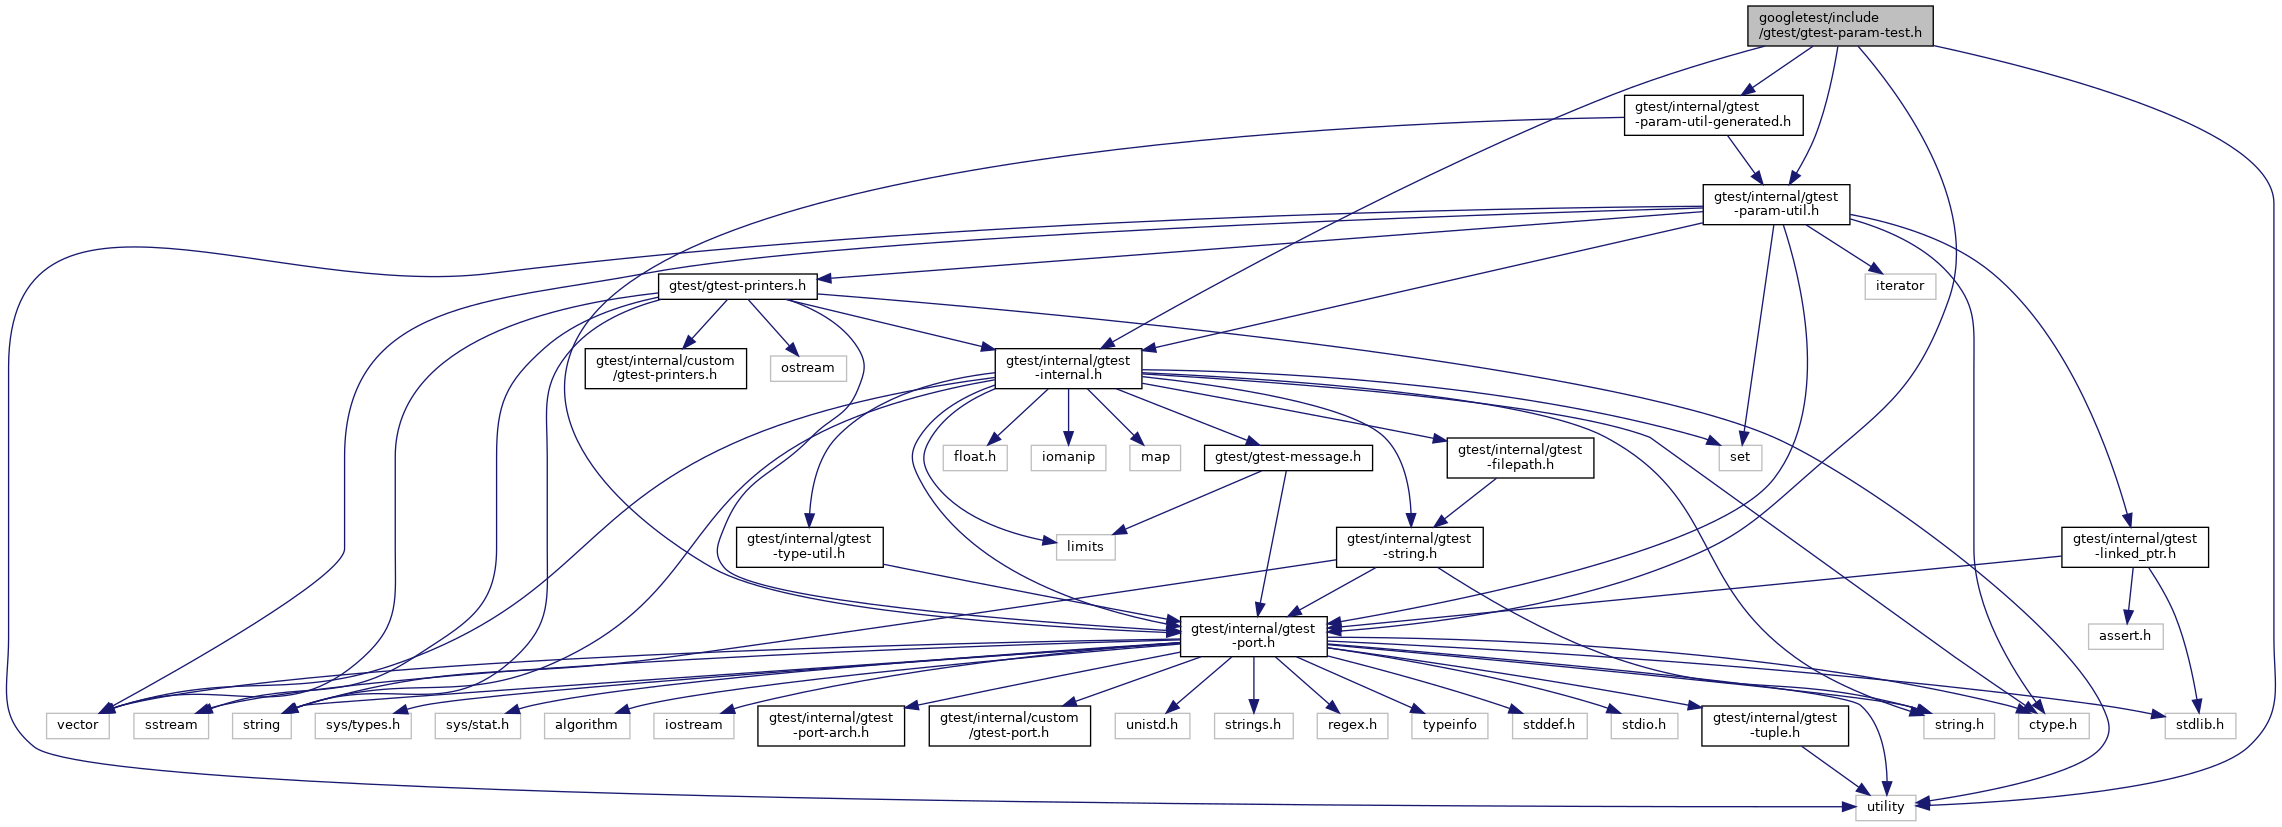 googletest/include
/gtest/gtest-param-test.h
gtest/internal/gtest
-param-util-generated.h
gtest/internal/gtest
-param-util.h
gtest/gtest-printers.h
iterator
gtest/internal/custom
/gtest-printers.h
ostream
gtest/internal/gtest
-internal.h
float.h
iomanip
map
gtest/gtest-message.h
gtest/internal/gtest
-filepath.h
set
gtest/internal/gtest
-type-util.h
limits
gtest/internal/gtest
-string.h
gtest/internal/gtest
-linked_ptr.h
gtest/internal/gtest
-port.h
assert.h
vector
sstream
string
sys/types.h
sys/stat.h
algorithm
iostream
gtest/internal/gtest
-port-arch.h
gtest/internal/custom
/gtest-port.h
unistd.h
strings.h
regex.h
typeinfo
stddef.h
stdio.h
gtest/internal/gtest
-tuple.h
string.h
ctype.h
stdlib.h
utility